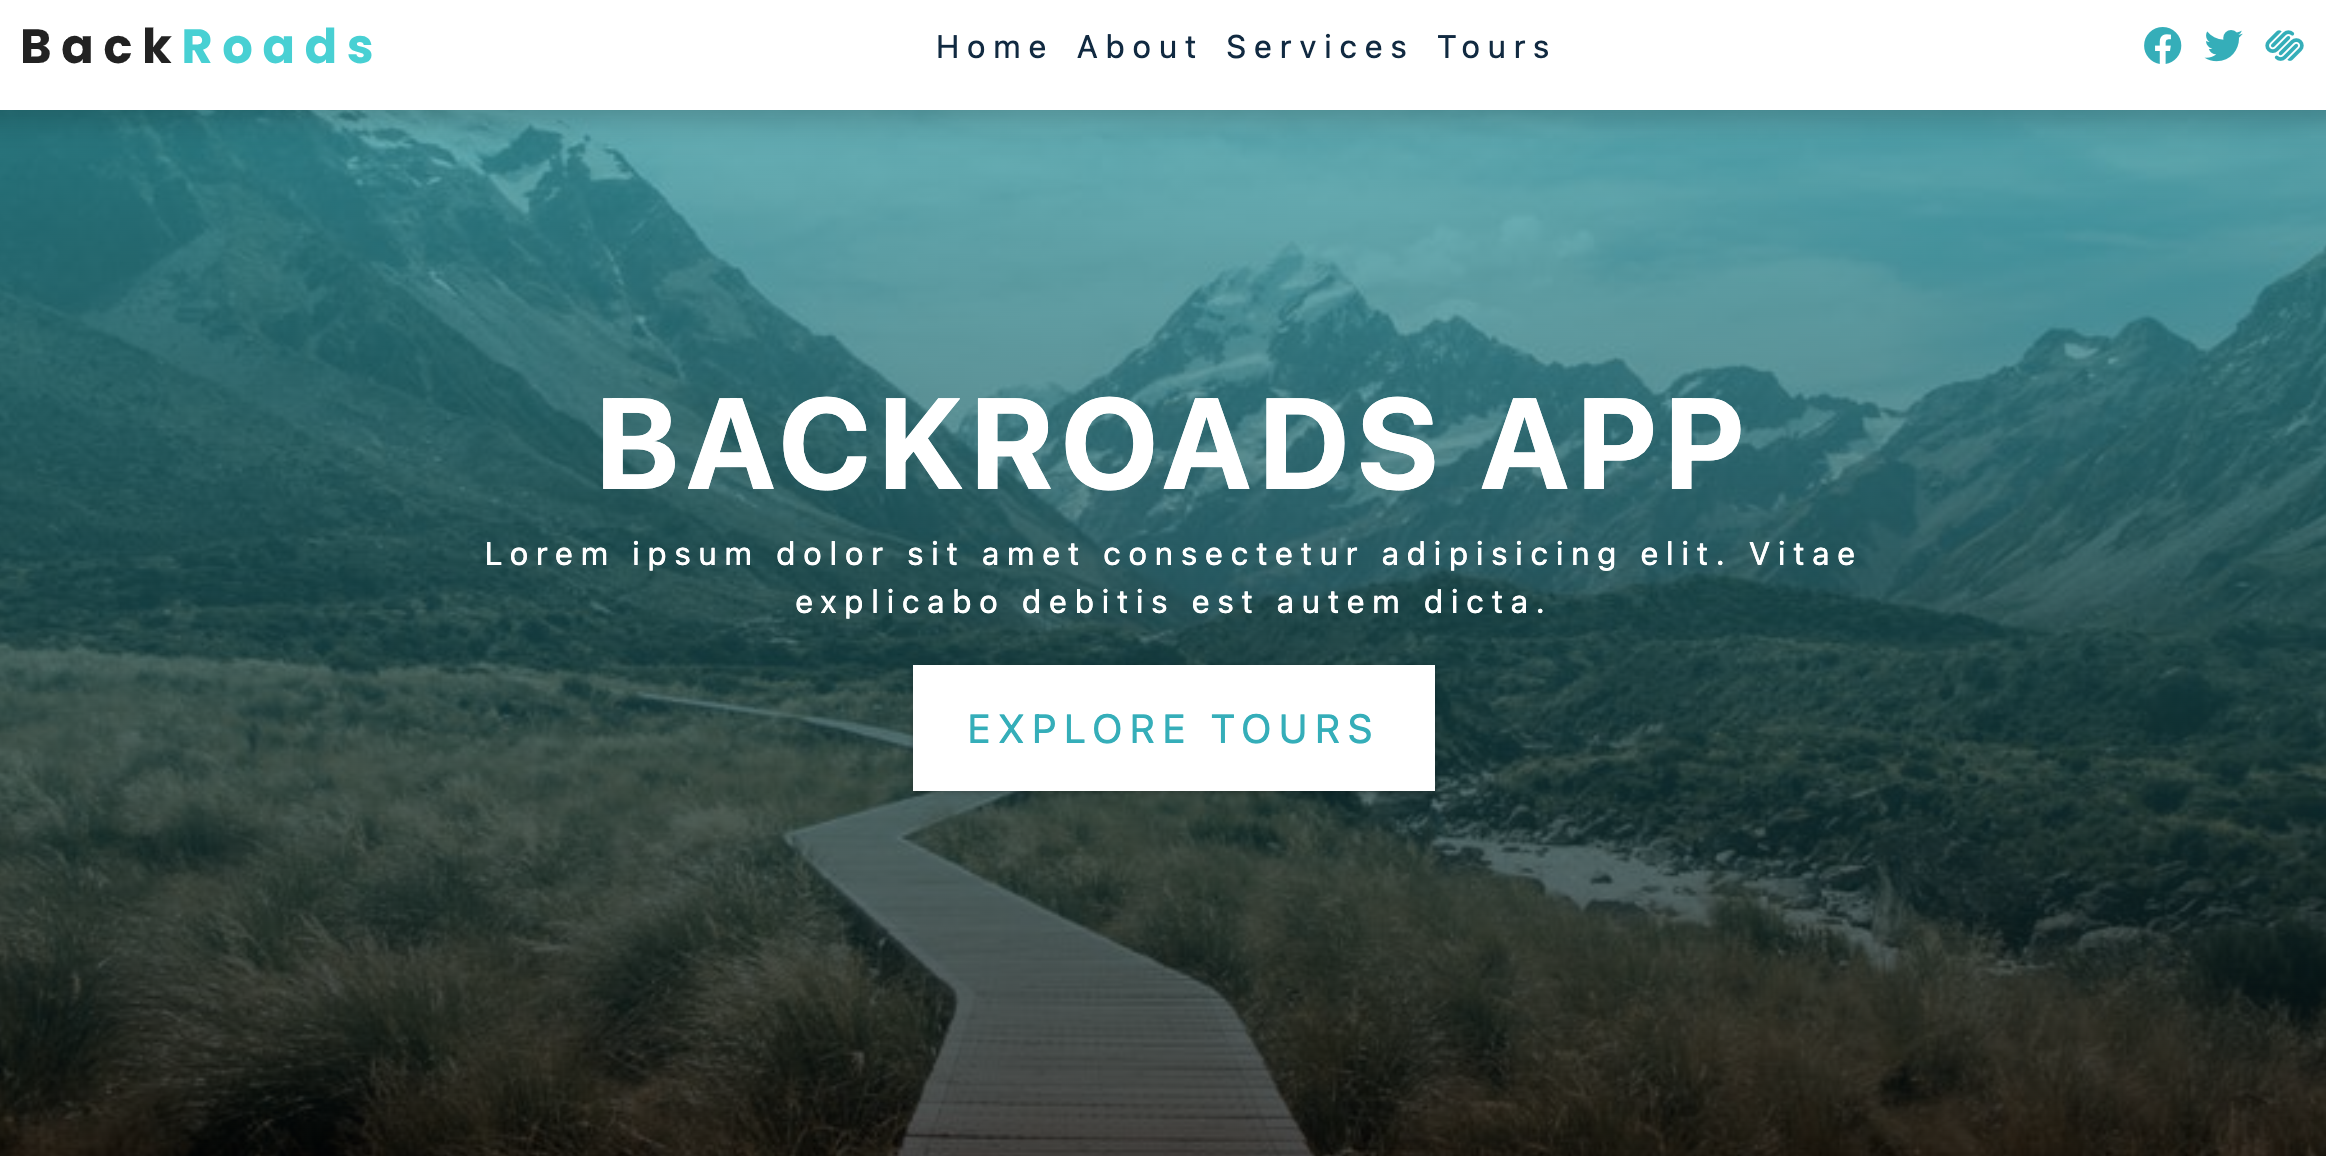 BackRoads
Home About Services Tours
BACKROADS APP
Lorem ipsum dolor sit amet consectetur adipisicing elit. Vitae
explicabo debitis est autem dicta.
EXPLORE TOURS